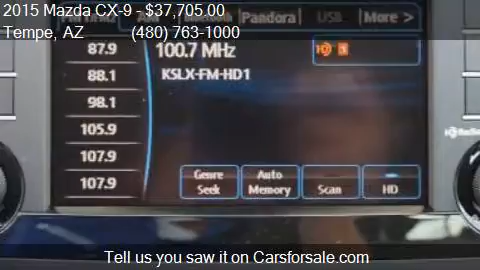 2015 Mazda CX-9 - $37,705.00
Tempe, AZ (480) 763-1000
Pandora
USB
More >
87.9
88.1
98.1
105.9
107.9
107.9
100.7 MHz
KSLX-FM-HD1
HD 1
Genre Seek
Auto Memory
Scan
HD
Tell us you saw it on Carsforsale.com